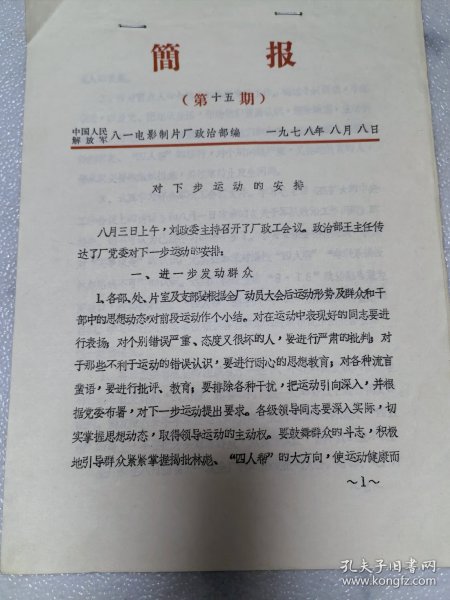 簡 报
（第十五期）
中国人民
解放军 八一电影制片厂政治部编 一九七八年八月八日
对下步运动的安排
八月三日上午，刘政委主持召开了厂政工会议。政治部王主任传
达了厂党委对下一步运动的安排：
一、进一步发动群众
1.各部、处、片室及支部要根据全厂动员大会后运动形势及群众和干
部中的思想动态，对前段运动作个小结。对在运动中表现好的同志要进
行表扬；对个别错误严重、态度又很坏的人，要进行严肃的批判；对
于那些不利于运动的错误认识，要进行耐心的思想教育；对各种流言
蜚语，要进行批评、教育；要排除各种干扰，把运动引向深入，并根
据党委布署，对下一步运动提出要求。各级领导同志要深入实际，切
实掌握思想动态，取得领导运动的主动权。要鼓舞群众的斗志，积极
地引导群众紧紧掌握揭批林彪、“四人帮”的大方向，使运动健康而
～1～
孔夫子旧书网
www.kongfz.com